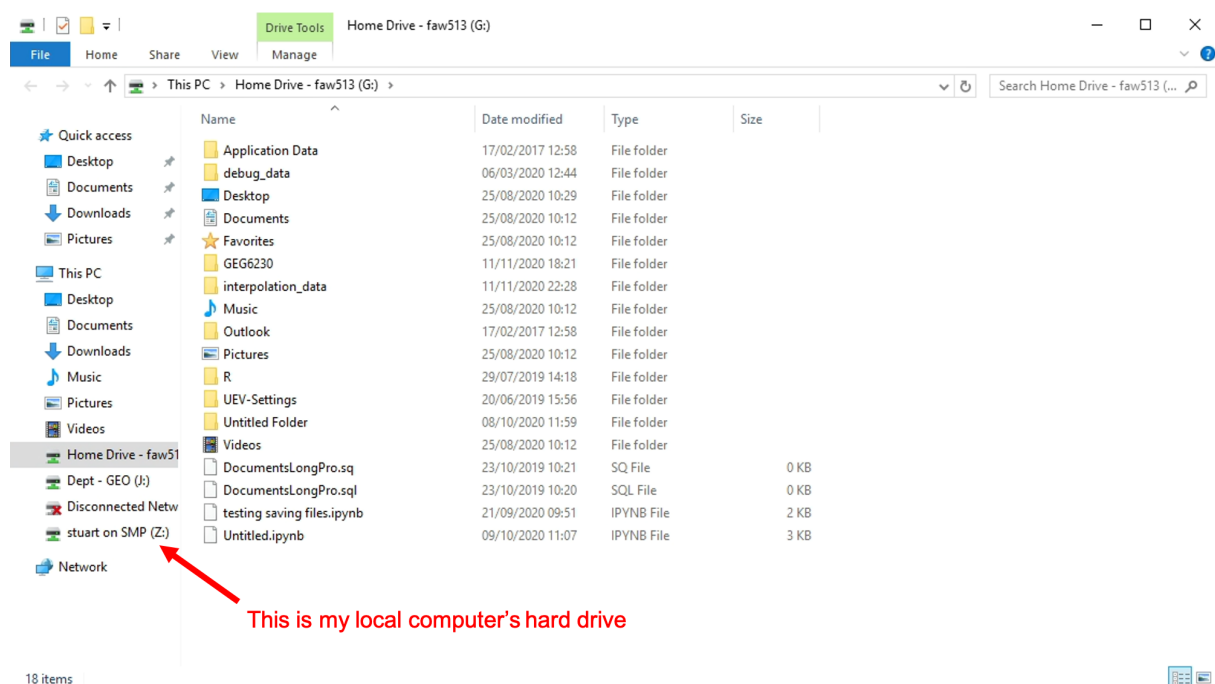 Drive Tools Home Drive - faw513 (G:)
File Home Share View Manage
This PC > Home Drive - faw513 (G:) > Search Home Drive - faw513 (...
Name Date modified Type Size
Quick access
Desktop
Documents
Downloads
Pictures
This PC
Desktop
Documents
Downloads
Music
Pictures
Videos
Home Drive - faw51
Dept - GEO (J:)
Disconnected Netw
stuart on SMP (Z:)
Network
Application Data 17/02/2017 12:58 File folder
debug_data 06/03/2020 12:44 File folder
Desktop 25/08/2020 10:29 File folder
Documents 25/08/2020 10:12 File folder
Favorites 25/08/2020 10:12 File folder
GEG6230 11/11/2020 18:21 File folder
interpolation_data 11/11/2020 22:28 File folder
Music 25/08/2020 10:12 File folder
Outlook 17/02/2017 12:58 File folder
Pictures 25/08/2020 10:12 File folder
R 29/07/2019 14:18 File folder
UEV-Settings 20/06/2019 15:56 File folder
Untitled Folder 08/10/2020 11:59 File folder
Videos 25/08/2020 10:12 File folder
DocumentsLongPro.sq 23/10/2019 10:21 SQ File 0 KB
DocumentsLongPro.sql 23/10/2019 10:20 SQL File 0 KB
testing saving files.ipynb 21/09/2020 09:51 IPYNB File 2 KB
Untitled.ipynb 09/10/2020 11:07 IPYNB File 3 KB
This is my local computer's hard drive
18 items